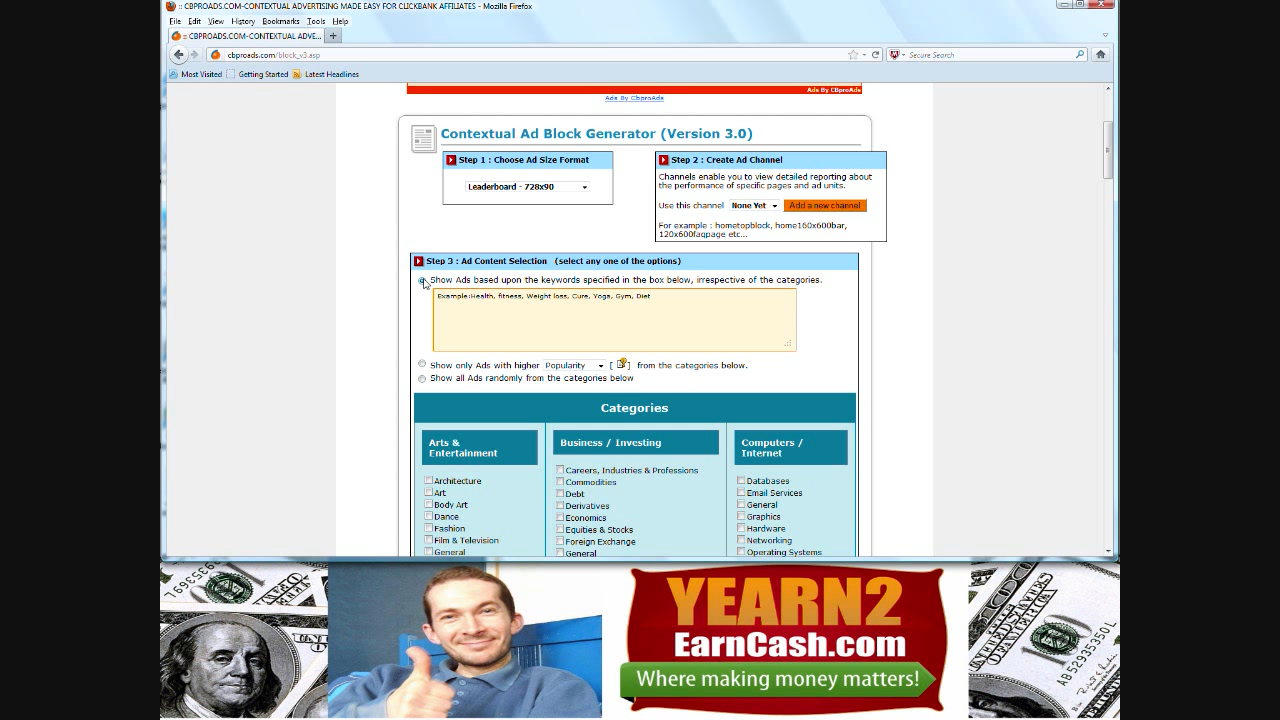 :: CBPROADS.COM-CONTEXTUAL ADVERTISING MADE EASY FOR CLICKBANK AFFILIATES - Mozilla Firefox
File Edit View History Bookmarks Tools Help
:: CBPROADS.COM-CONTEXTUAL ADVE...
cbproads.com/block_v3.asp
Secure Search
Most Visited Getting Started Latest Headlines
Ads By CBproAds
Ads By CbproAds
Contextual Ad Block Generator (Version 3.0)
Step 1 : Choose Ad Size Format
Leaderboard - 728x90
Step 2 : Create Ad Channel
Channels enable you to view detailed reporting about
the performance of specific pages and ad units.
Use this channel None Yet Add a new channel
For example : hometopblock, home160x600bar,
120x600faqpage etc...
Step 3 : Ad Content Selection (select any one of the options)
Show Ads based upon the keywords specified in the box below, irrespective of the categories.
Example:Health, fitness, Weight loss, Cure, Yoga, Gym, Diet
Show only Ads with higher Popularity [ ] from the categories below.
Show all Ads randomly from the categories below
Categories
Arts &
Entertainment
Architecture
Art
Body Art
Dance
Fashion
Film & Television
General
Business / Investing
Careers, Industries & Professions
Commodities
Debt
Derivatives
Economics
Equities & Stocks
Foreign Exchange
General
Computers /
Internet
Databases
Email Services
General
Graphics
Hardware
Networking
Operating Systems
YEARN2
EarnCash.com
Where making money matters!